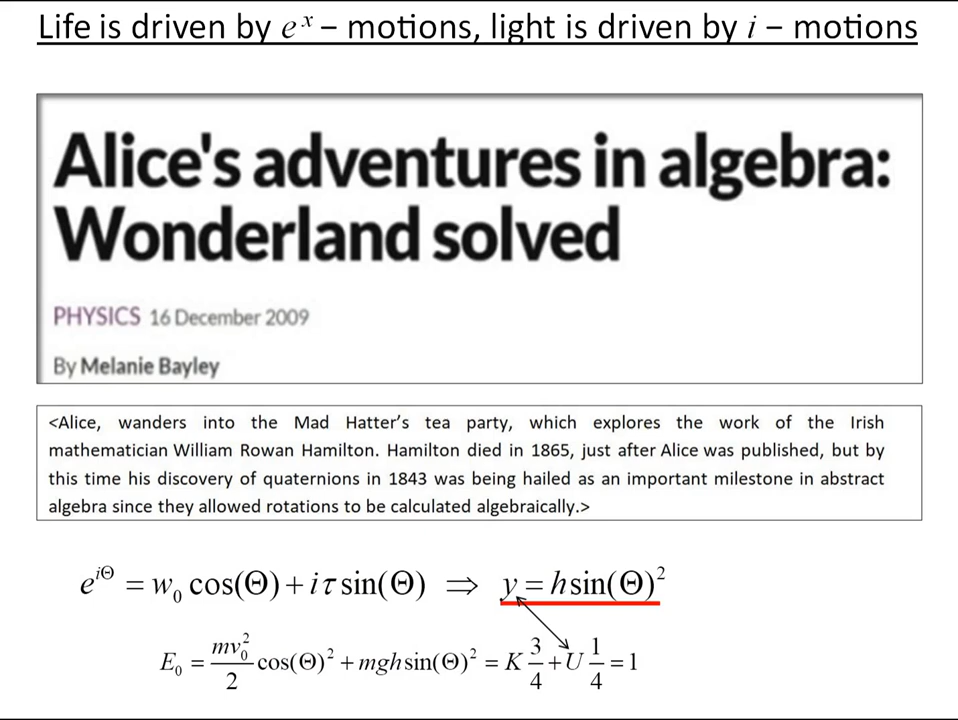 Life is driven by eˣ − motions, light is driven by i − motions
Alice's adventures in algebra:
Wonderland solved
PHYSICS 16 December 2009
By Melanie Bayley
<Alice, wanders into the Mad Hatter’s tea party, which explores the work of the Irish
mathematician William Rowan Hamilton. Hamilton died in 1865, just after Alice was published, but by
this time his discovery of quaternions in 1843 was being hailed as an important milestone in abstract
algebra since they allowed rotations to be calculated algebraically.>
e^{iΘ} = w₀ cos(Θ) + iτ sin(Θ) ⇒ y = h sin(Θ)²
E₀ = mv₀²/2 cos(Θ)² + mgh sin(Θ)² = K 3/4 + U 1/4 = 1